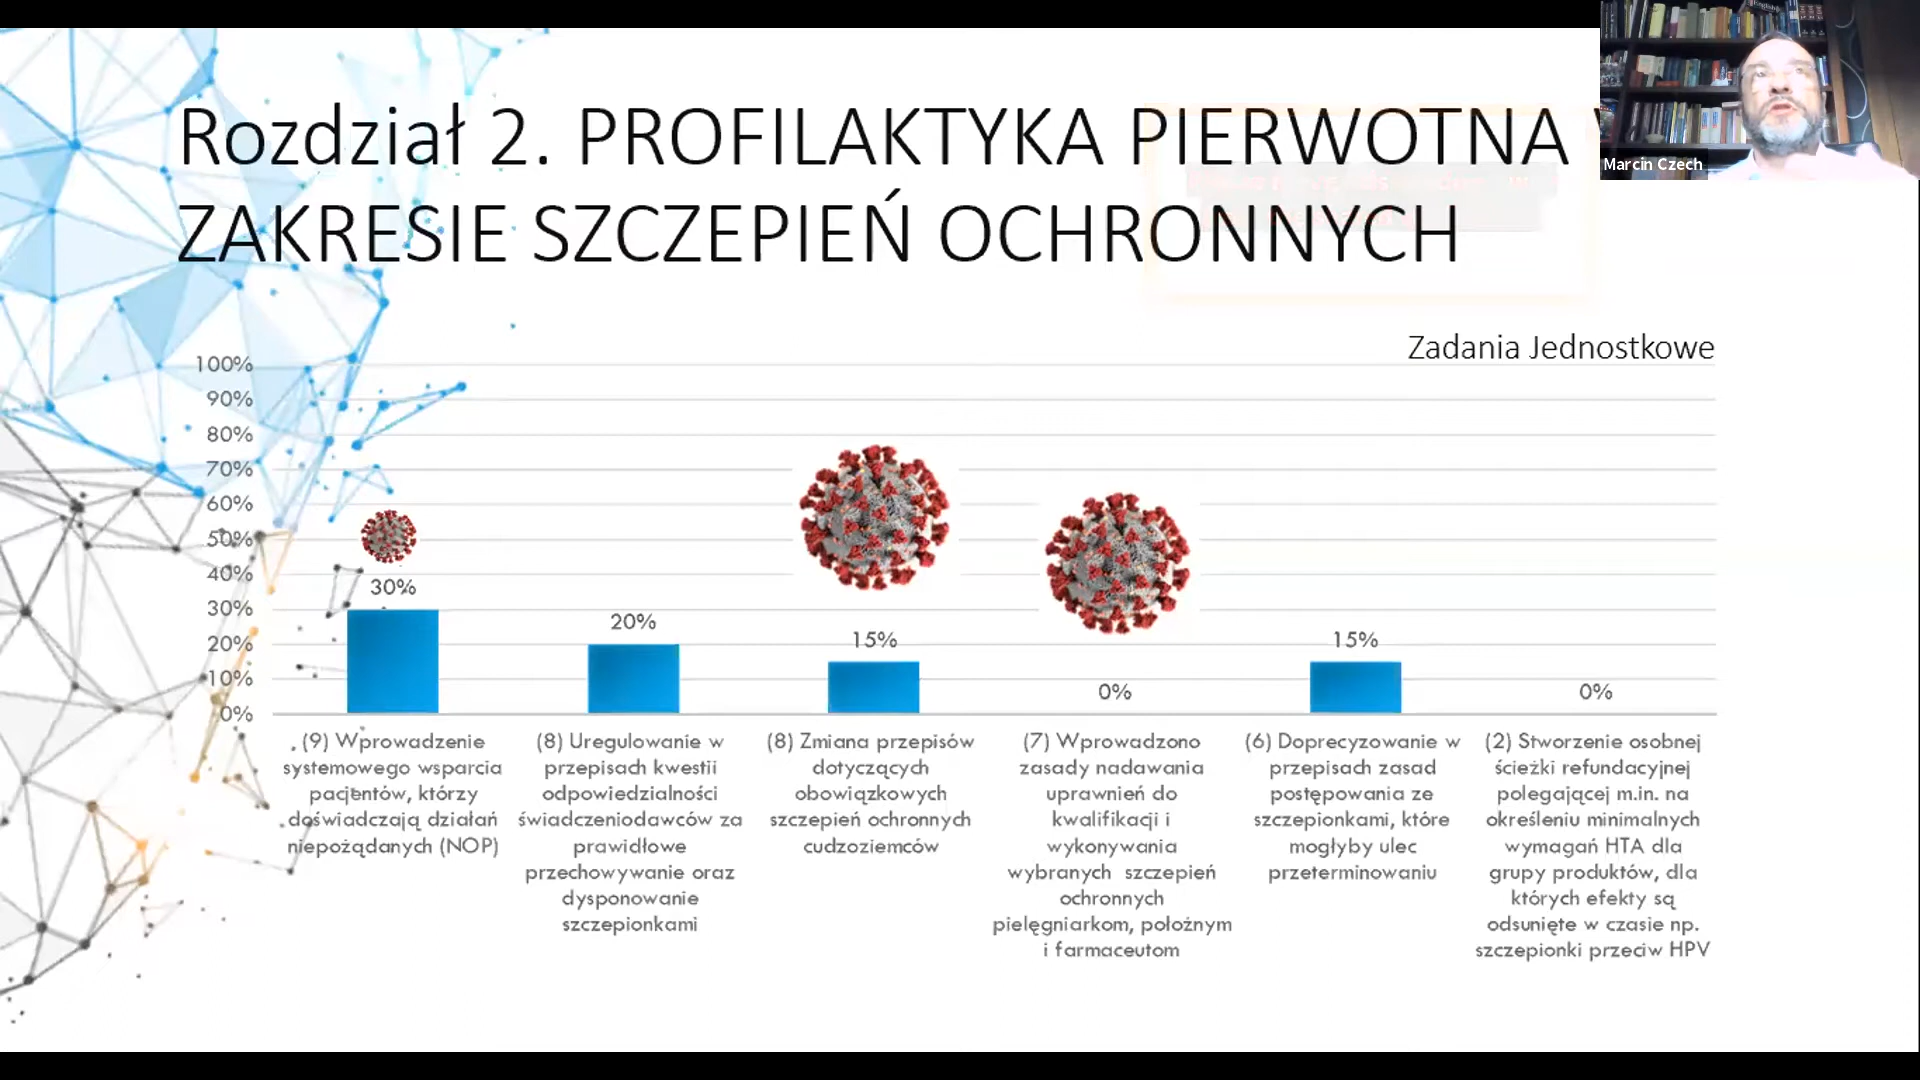 Rozdział 2. PROFILAKTYKA PIERWOTNA
ZAKRESIE SZCZEPIEŃ OCHRONNYCH
Marcin Czech
Zadania Jednostkowe
100%
90%
80%
70%
60%
50%
40%
30%
20%
10%
0%
30%
20%
15%
0%
15%
0%
(9) Wprowadzenie
systemowego wsparcia
pacjentów, którzy
doświadczają działań
niepożądanych (NOP)
(8) Uregulowanie w
przepisach kwestii
odpowiedzialności
świadczeniodawców za
prawidłowe
przechowywanie oraz
dysponowanie
szczepionkami
(8) Zmiana przepisów
dotyczących
obowiązkowych
szczepień ochronnych
cudzoziemców
(7) Wprowadzono
zasady nadawania
uprawnień do
kwalifikacji i
wykonywania
wybranych szczepień
ochronnych
pielęgniarkom, położnym
i farmaceutom
(6) Doprecyzowanie w
przepisach zasad
postępowania ze
szczepionkami, które
mogłyby ulec
przeterminowaniu
(2) Stworzenie osobnej
ścieżki refundacyjnej
polegającej m.in. na
określeniu minimalnych
wymagań HTA dla
grupy produktów, dla
których efekty są
odsunięte w czasie np.
szczepionki przeciw HPV